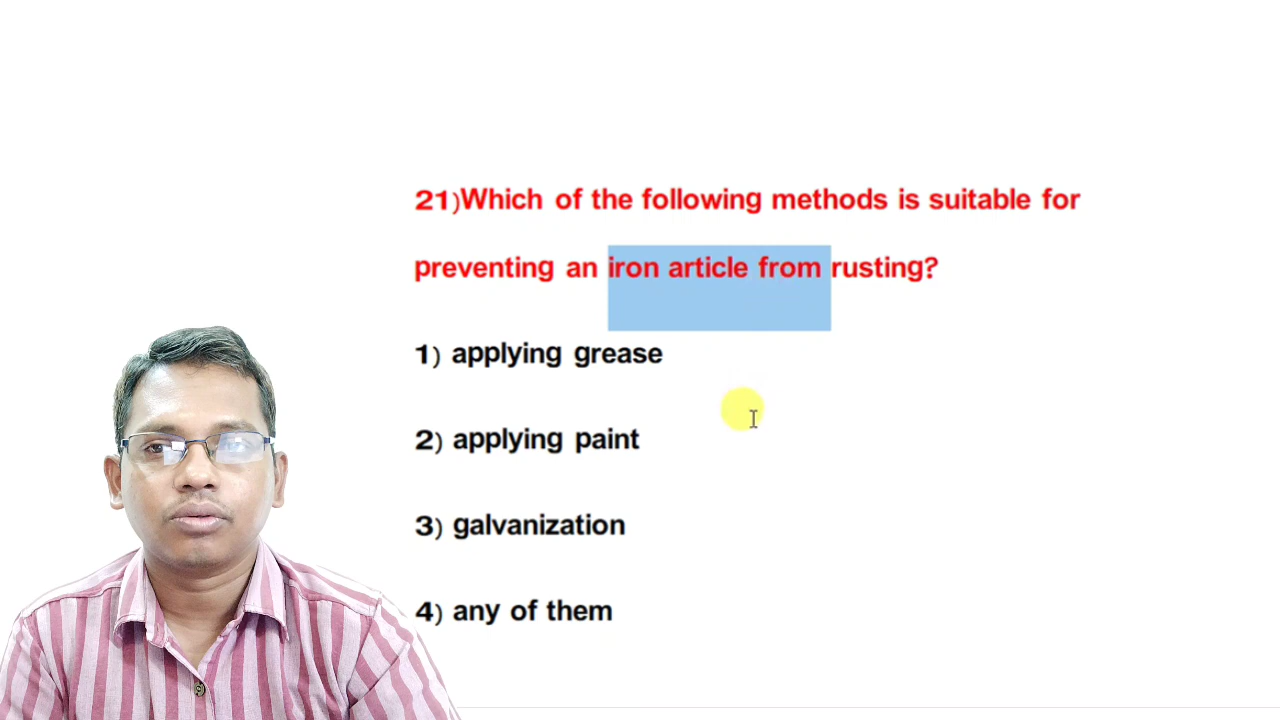 21)Which of the following methods is suitable for
preventing an iron article from rusting?
1) applying grease
2) applying paint
3) galvanization
4) any of them